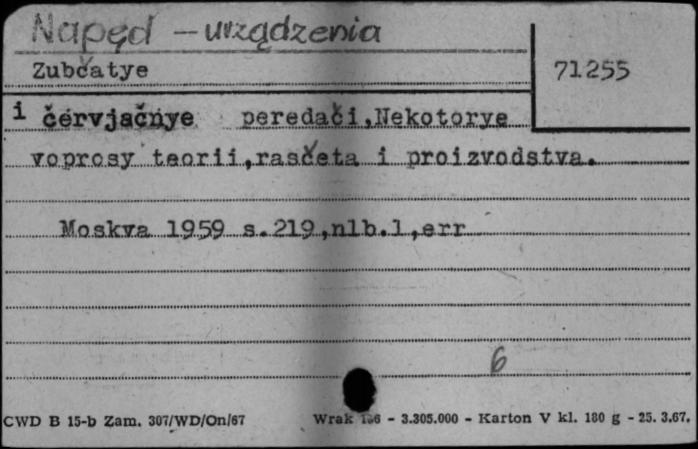 Napęd – urządzenia
Zubčatye
71255
i červjačnye peredači,Nekotorye
voprosy teorii,rasčeta i proizvodstva.
Moskva 1959 s.219,nlb.1,err
6
CWD B 15-b Zam. 307/WD/On/67 Wrak - 3.305.000 - Karton V kl. 180 g - 25. 3.67.